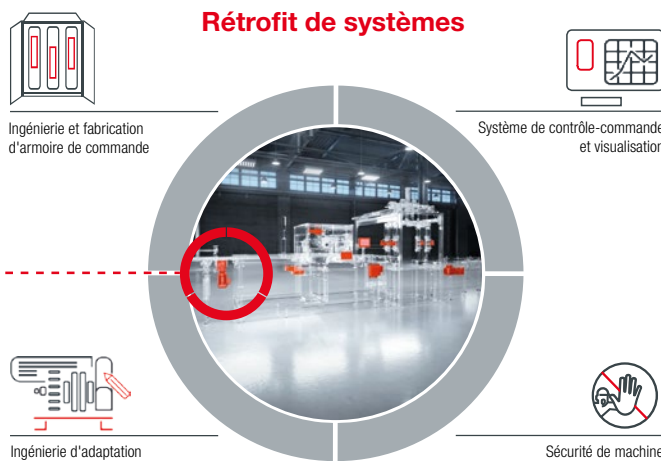 Rétrofit de systèmes
Ingénierie et fabrication
d'armoire de commande
Système de contrôle-commande
et visualisation
Ingénierie d'adaptation
Sécurité de machine